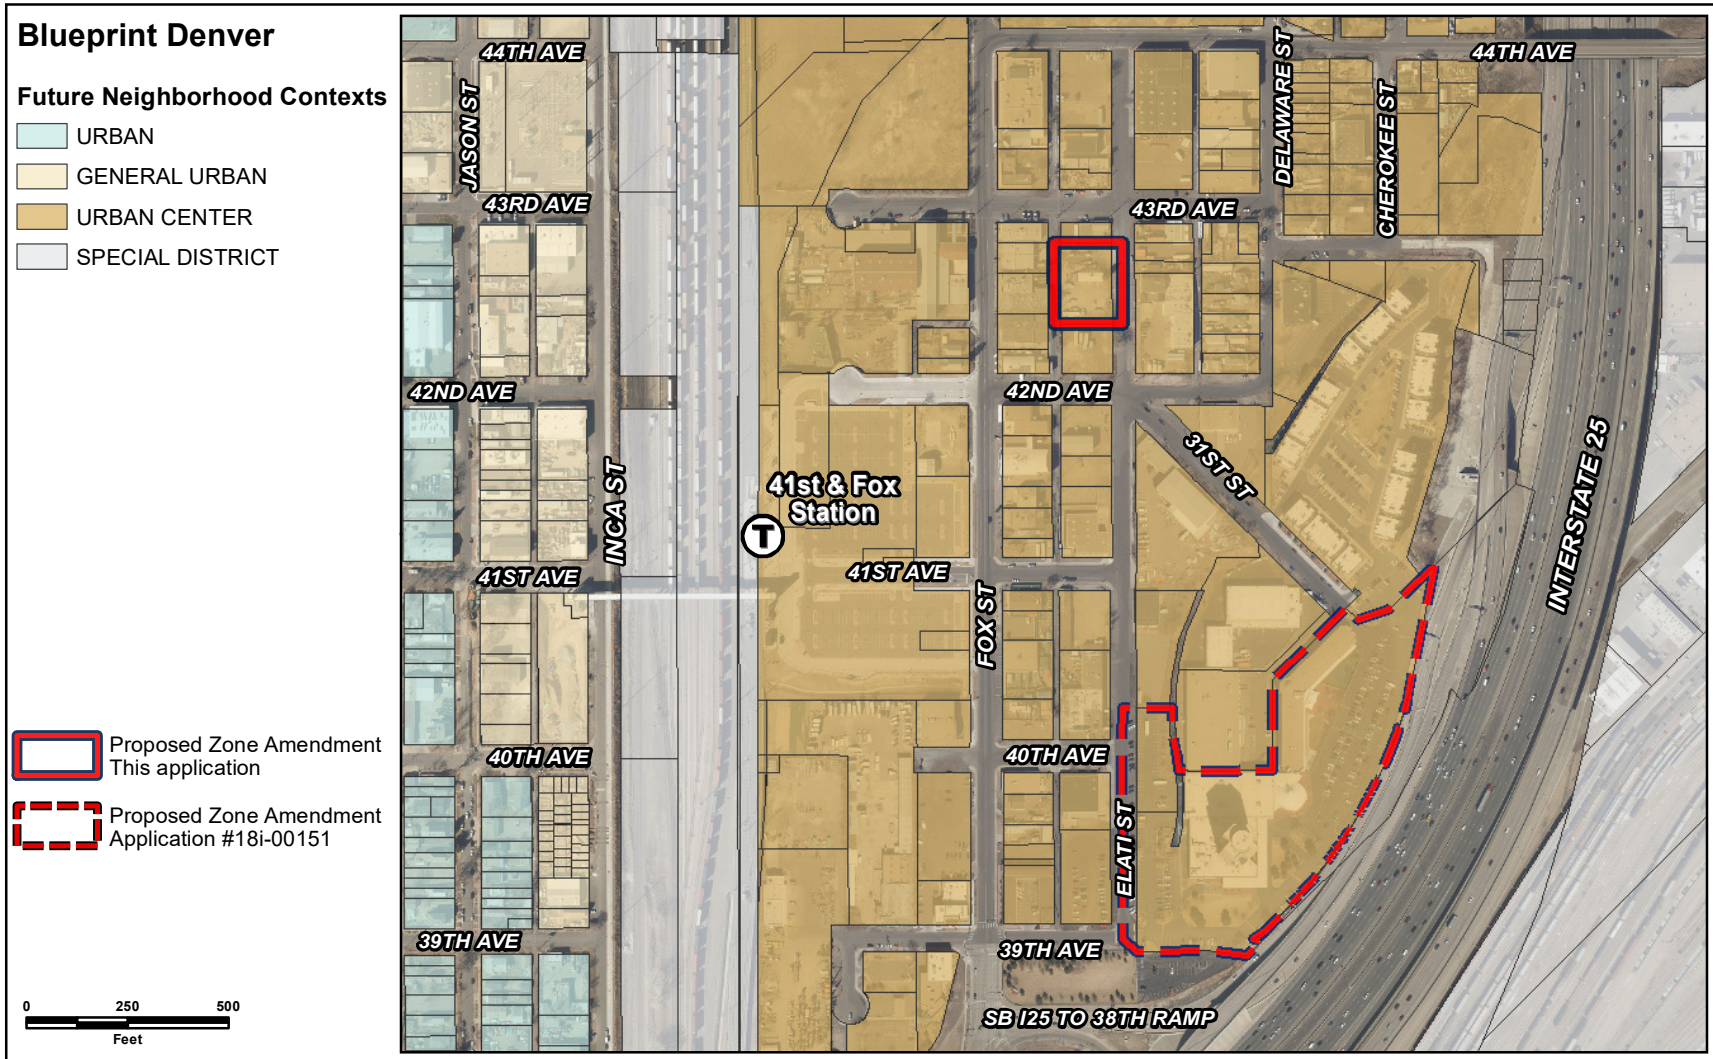 Blueprint Denver
Future Neighborhood Contexts
URBAN
GENERAL URBAN
URBAN CENTER
SPECIAL DISTRICT
Proposed Zone Amendment
This application
Proposed Zone Amendment
Application #18i-00151
0 250 500
Feet
44TH AVE
44TH AVE
JASON ST
DELAWARE ST
CHEROKEE ST
43RD AVE
43RD AVE
42ND AVE
42ND AVE
31ST ST
INCA ST
41st & Fox
Station
T
INTERSTATE 25
41ST AVE
41ST AVE
FOX ST
40TH AVE
40TH AVE
ELATI ST
39TH AVE
39TH AVE
SB I25 TO 38TH RAMP